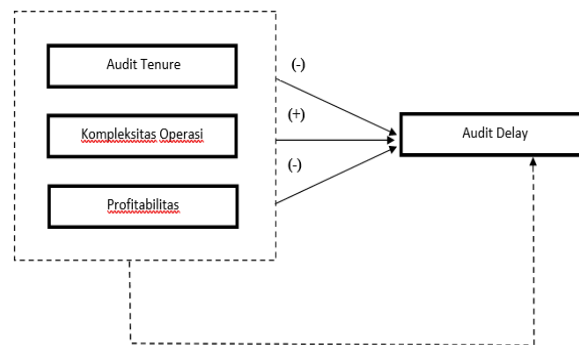 Audit Tenure
(-)
(+)
Kompleksitas Operasi
Audit Delay
(-)
Profitabilitas